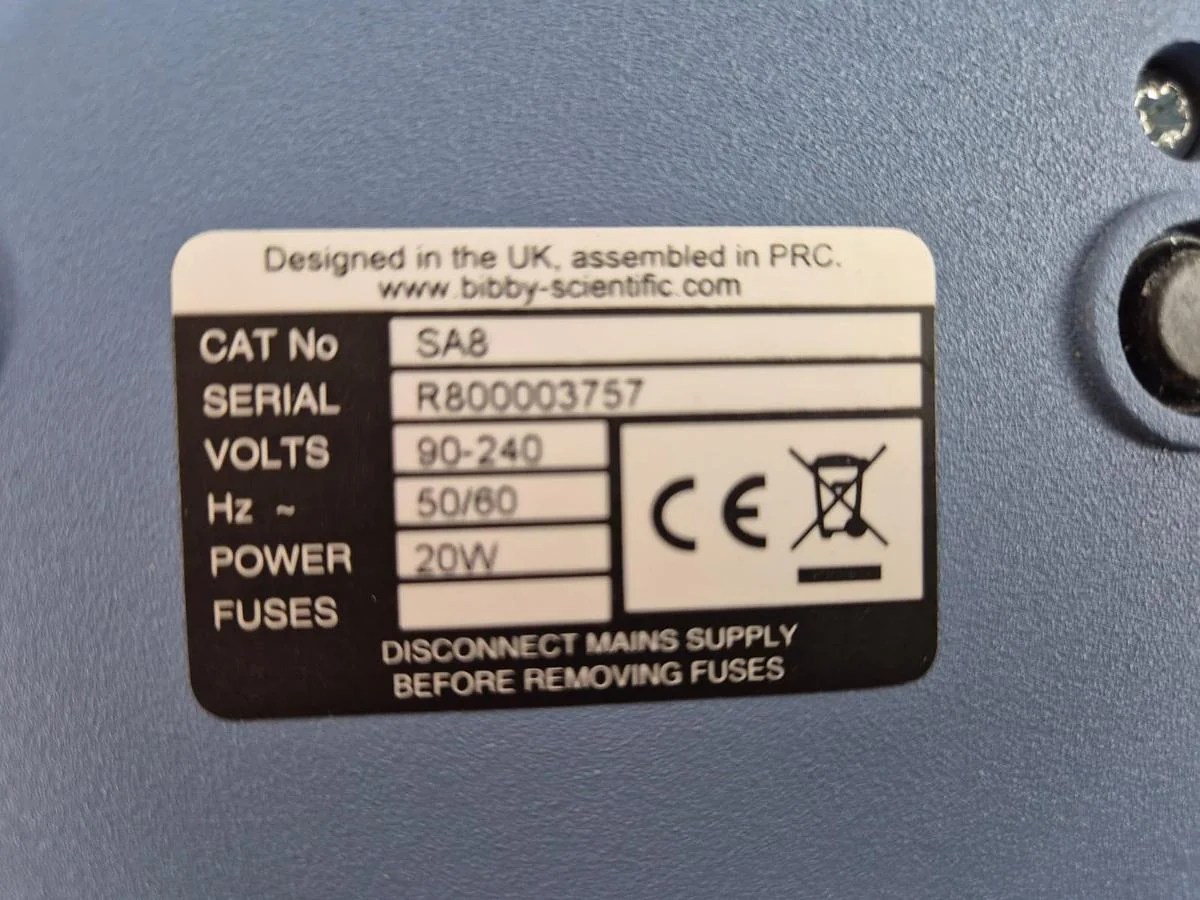 Designed in the UK, assembled in PRC.
www.bibby-scientific.com
CAT No SA8
SERIAL R800003757
VOLTS 90-240
Hz ~ 50/60
POWER 20W
FUSES
CE
DISCONNECT MAINS SUPPLY
BEFORE REMOVING FUSES